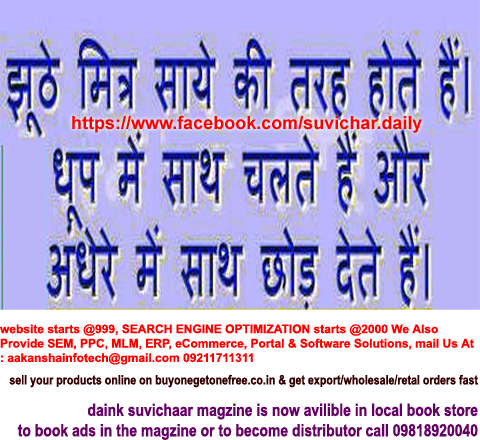 झूठे मित्र साये की तरह होते हैं।
https://www.facebook.com/suvichar.daily
धूप में साथ चलते हैं और
अधेरे में साथ छोड़ देते हैं।
website starts @999, SEARCH ENGINE OPTIMIZATION starts @2000 We Also
Provide SEM, PPC, MLM, ERP, eCommerce, Portal & Software Solutions, mail Us At
: aakanshainfotech@gmail.com 09211711311
sell your products online on buyonegetonefree.co.in & get export/wholesale/retal orders fast
daink suvichaar magzine is now avilible in local book store
to book ads in the magzine or to become distributor call 09818920040